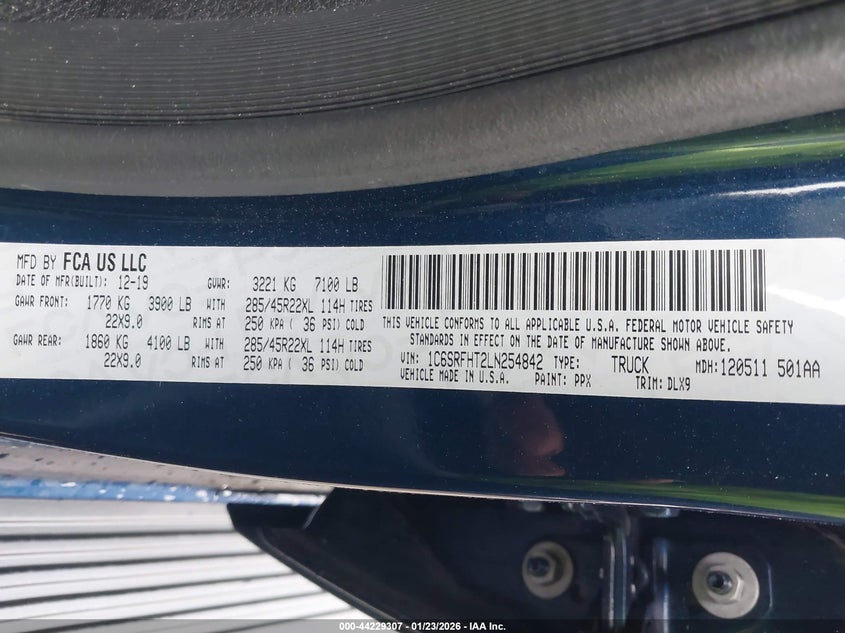 MFD BY FCA US LLC
DATE OF MFR(BUILT): 12-19 GVWR: 3221 KG 7100 LB
GAWR FRONT: 1770 KG 3900 LB WITH 285/45R22XL 114H TIRES
22X9.0 RIMS AT 250 KPA ( 36 PSI) COLD
GAWR REAR: 1860 KG 4100 LB WITH 285/45R22XL 114H TIRES
22X9.0 RIMS AT 250 KPA ( 36 PSI) COLD
THIS VEHICLE CONFORMS TO ALL APPLICABLE U.S.A. FEDERAL MOTOR VEHICLE SAFETY
STANDARDS IN EFFECT ON THE DATE OF MANUFACTURE SHOWN ABOVE.
VIN: 1C6SRFHT2LN254842 TYPE: TRUCK MDH: 120511 501AA
VEHICLE MADE IN U.S.A. PAINT: PPX TRIM: DLX9
000-44229307 - 01/23/2026 - IAA Inc.